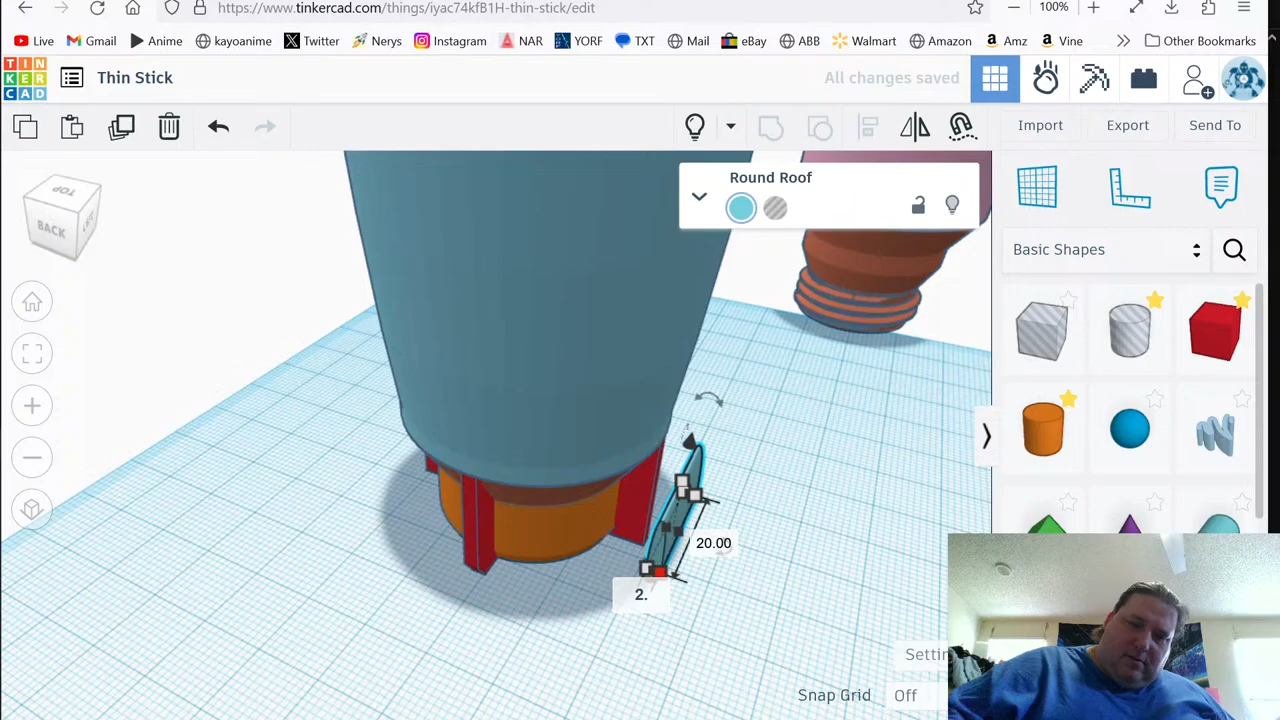 https://www.tinkercad.com/things/iyac74kfB1H-thin-stick/edit
100%
Live
Gmail
Anime
kayoanime
Twitter
Nerys
Instagram
NAR
YORF
TXT
Mail
eBay
ABB
Walmart
Amazon
Amz
Vine
Other Bookmarks
TIN
KER
CAD
Thin Stick
All changes saved
Import
Export
Send To
Round Roof
TOP
BACK
LEFT
Basic Shapes
20.00
2.
Settin
Snap Grid
Off